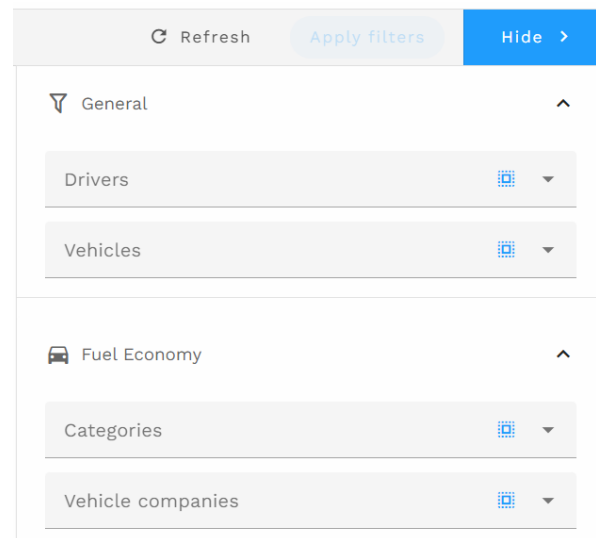 Refresh Apply filters Hide
General
Drivers
Vehicles
Fuel Economy
Categories
Vehicle companies